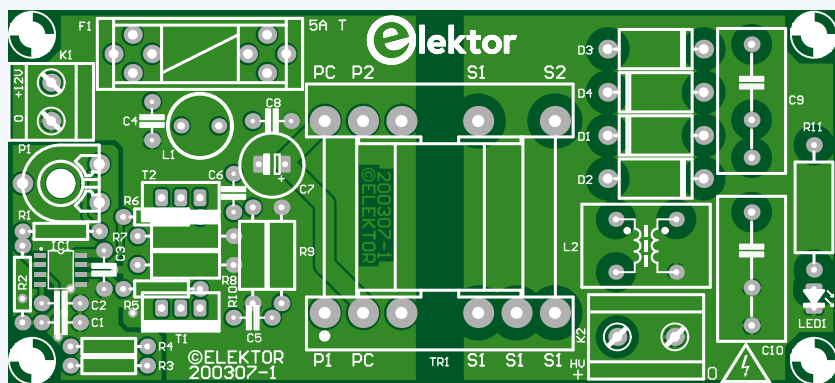 F1
5A T
elektor
K1
+12V
0
PC
P2
S1
S2
D3
D4
D1
D2
C9
R11
C4
L1
C8
C7
+
P1
T2
C6
R6
R1
IC1
R7
C3
R9
R2
R8
R10
R5
C2
C1
T1
C5
R4
R3
©ELEKTOR
200307-1
200307-1
©ELEKTOR
P1
PC
TR1
S1
S1
S1
L2
K2
HV
+
0
C10
LED1